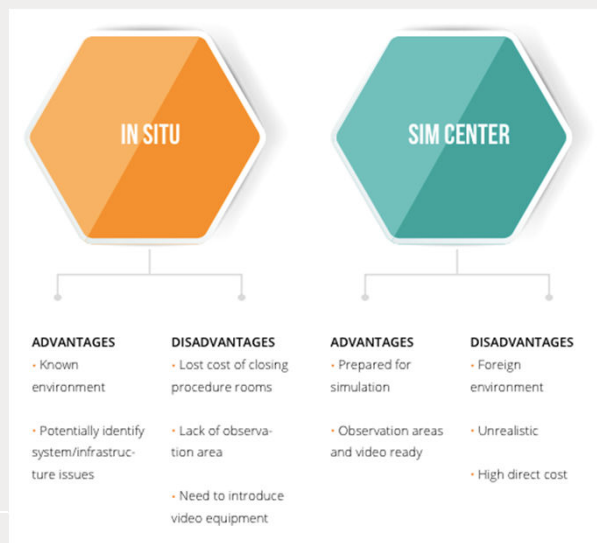 IN SITU
SIM CENTER
ADVANTAGES
• Known
environment
• Potentially identify
system/infrastruc-
ture issues
DISADVANTAGES
• Lost cost of closing
procedure rooms
• Lack of observa-
tion area
• Need to introduce
video equipment
ADVANTAGES
• Prepared for
simulation
• Observation areas
and video ready
DISADVANTAGES
• Foreign
environment
• Unrealistic
• High direct cost